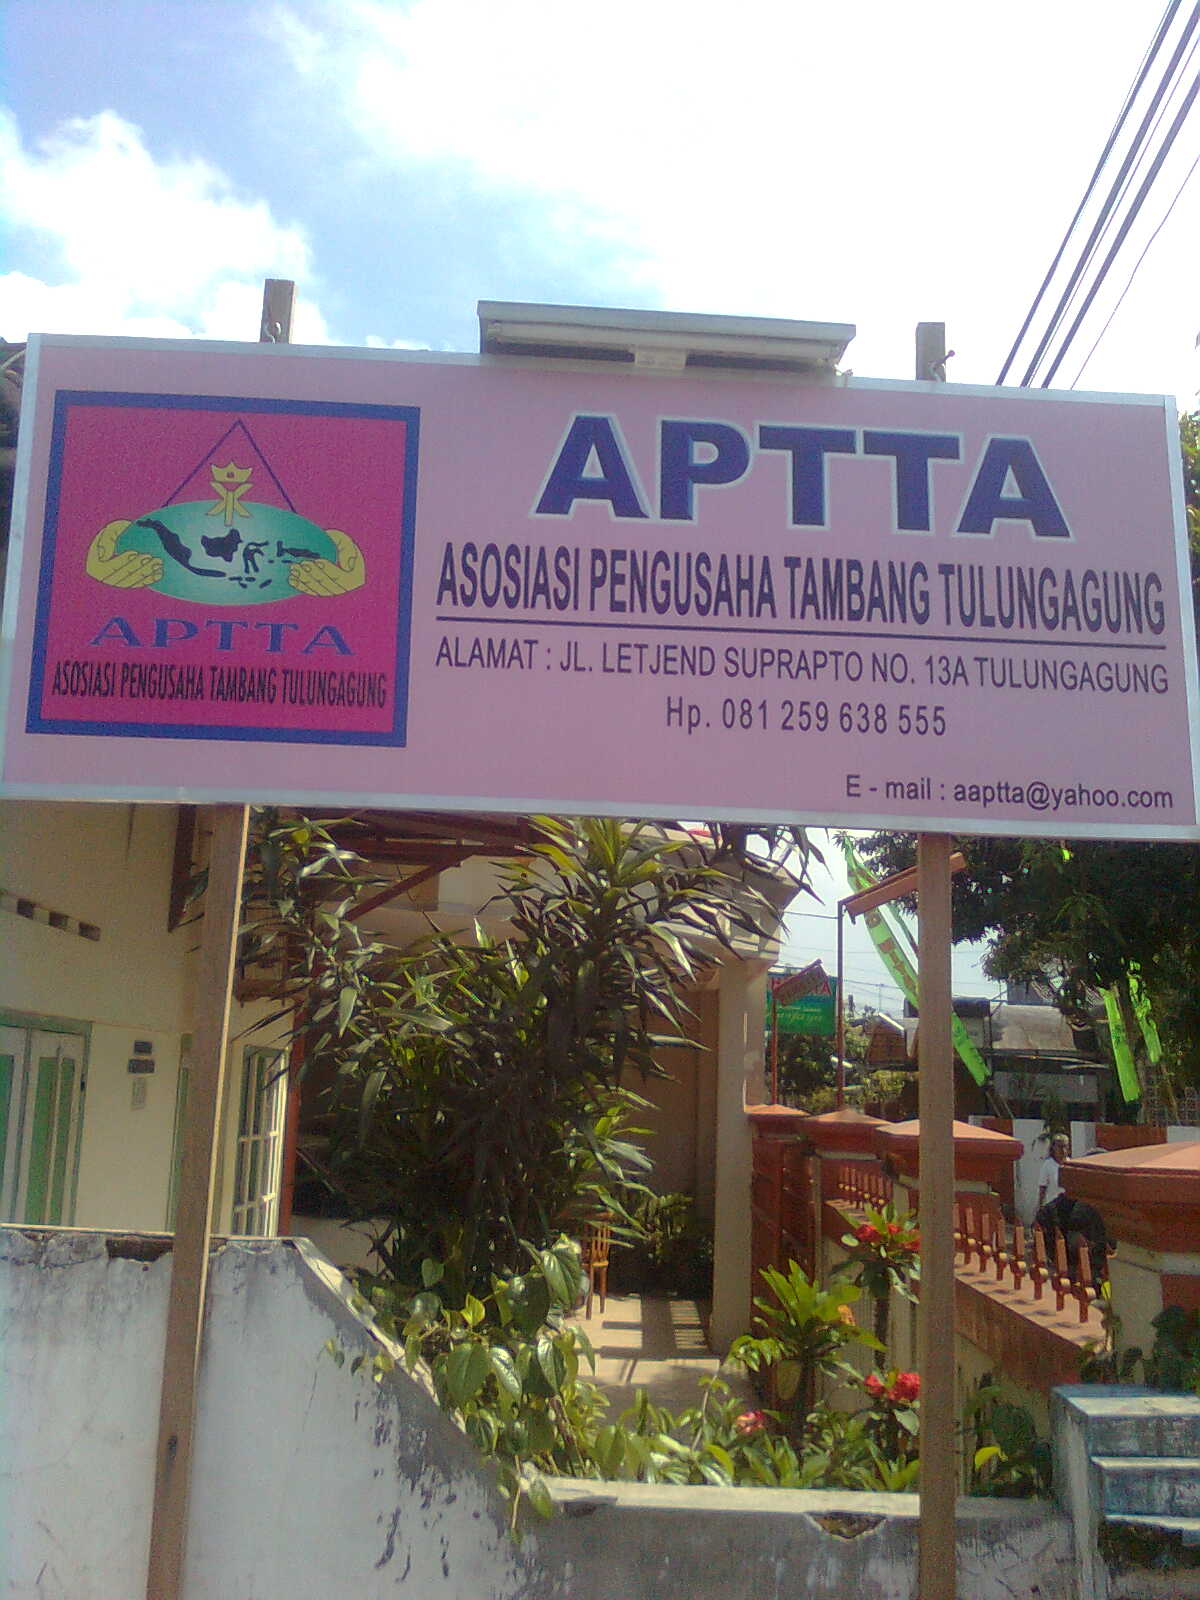 APTTA
ASOSIASI PENGUSAHA TAMBANG TULUNGAGUNG
APTTA
ASOSIASI PENGUSAHA TAMBANG TULUNGAGUNG
ALAMAT : JL. LETJEND SUPRAPTO NO. 13A TULUNGAGUNG
Hp. 081 259 638 555
E - mail : aaptta@yahoo.com